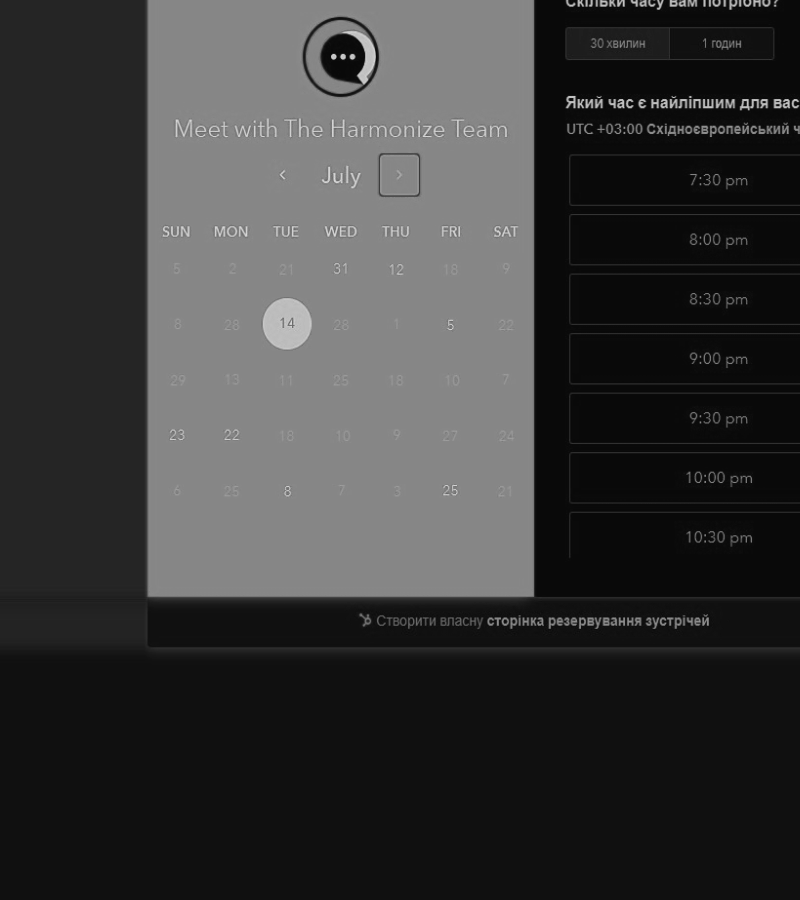 Meet with The Harmonize Team
July
SUN MON TUE WED THU FRI SAT
5 2 21 31 12 18 9
8 28 14 28 1 5 22
29 13 11 25 18 10 7
23 22 18 10 9 27 24
6 25 8 7 3 25 21
Скільки часу вам потрібно?
30 хвилин 1 годин
Який час є найліпшим для вас
UTC +03:00 Східноєвропейський ч
7:30 pm
8:00 pm
8:30 pm
9:00 pm
9:30 pm
10:00 pm
10:30 pm
Створити власну сторінка резервування зустрічей